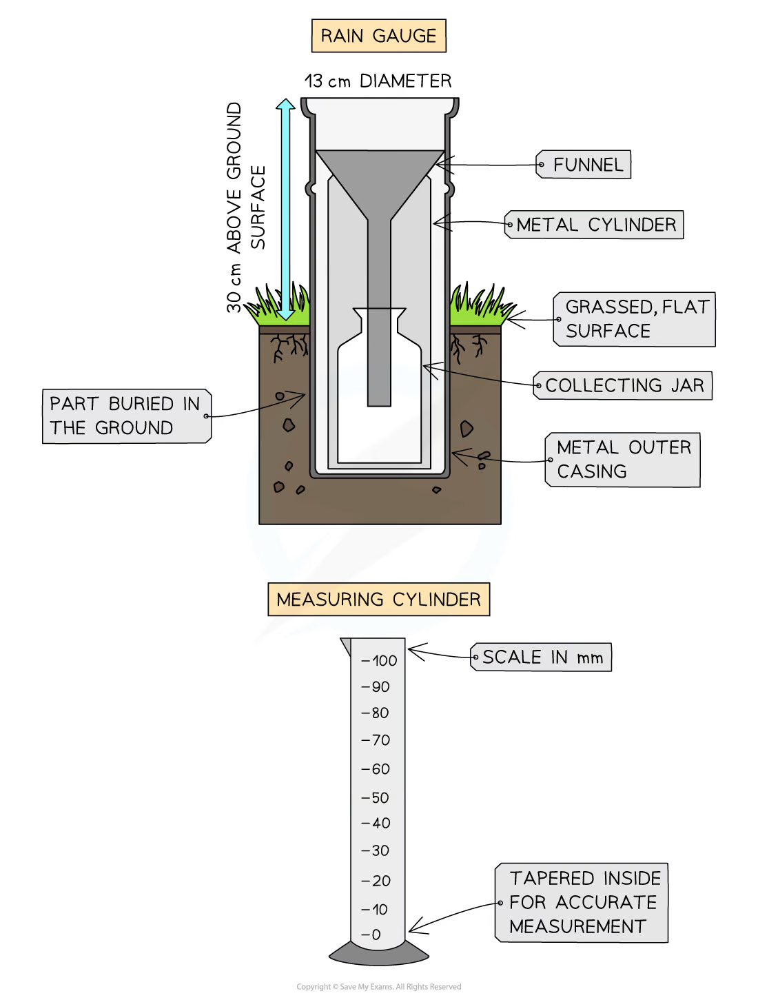 RAIN GAUGE
13 cm DIAMETER
30 cm ABOVE GROUND
SURFACE
FUNNEL
METAL CYLINDER
GRASSED, FLAT
SURFACE
COLLECTING JAR
PART BURIED IN
THE GROUND
METAL OUTER
CASING
MEASURING CYLINDER
SCALE IN mm
-100
-90
-80
-70
-60
-50
-40
-30
-20
-10
-0
TAPERED INSIDE
FOR ACCURATE
MEASUREMENT
Copyright © Save My Exams. All Rights Reserved